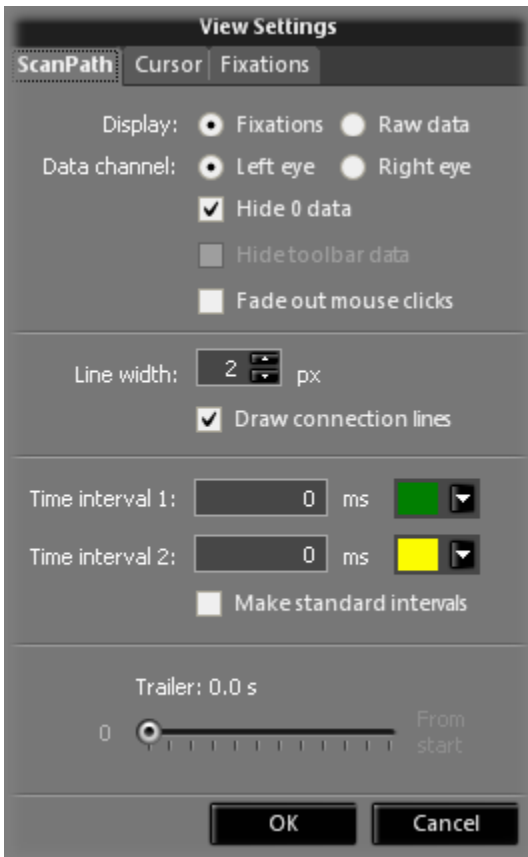 View Settings
ScanPath Cursor Fixations
Display: Fixations Raw data
Data channel: Left eye Right eye
Hide 0 data
Hide toolbar data
Fade out mouse clicks
Line width: 2 px
Draw connection lines
Time interval 1: 0 ms
Time interval 2: 0 ms
Make standard intervals
Trailer: 0.0 s
0 From
start
OK Cancel